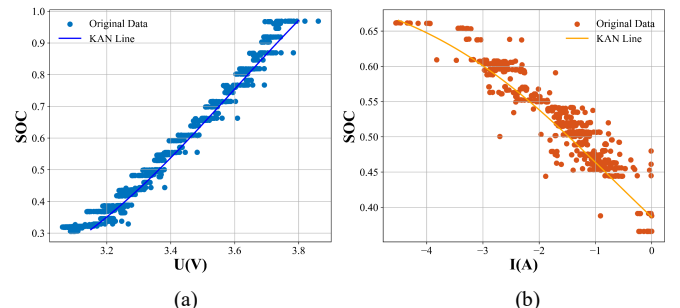 1.0
0.9
0.8
0.7
0.6
0.5
0.4
0.3
SOC
Original Data
KAN Line
3.2 3.4 3.6 3.8
U(V)
(a)
0.65
0.60
0.55
0.50
0.45
0.40
SOC
Original Data
KAN Line
−4 −3 −2 −1 0
I(A)
(b)